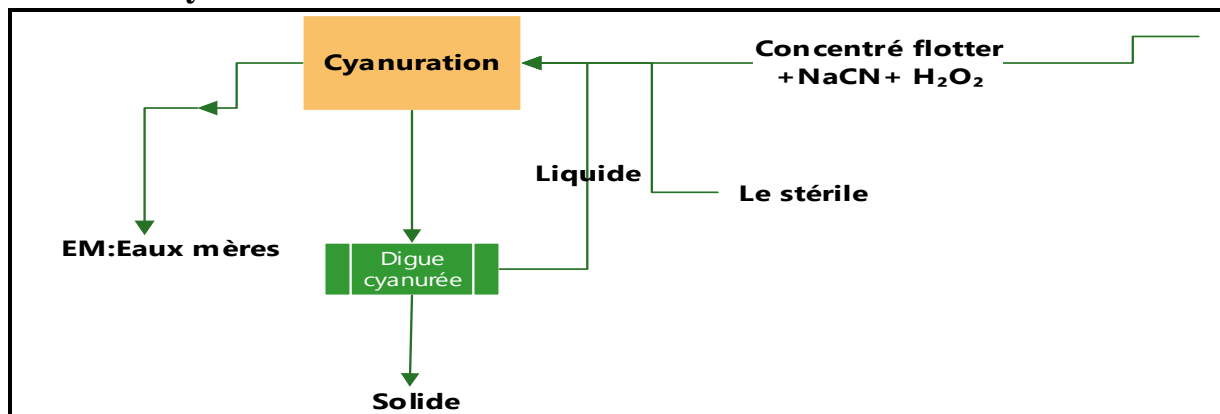 Cyanuration
Concentré flotter
+NaCN+ H₂O₂
Liquide
Le stérile
EM:Eaux mères
Digue
cyanurée
Solide